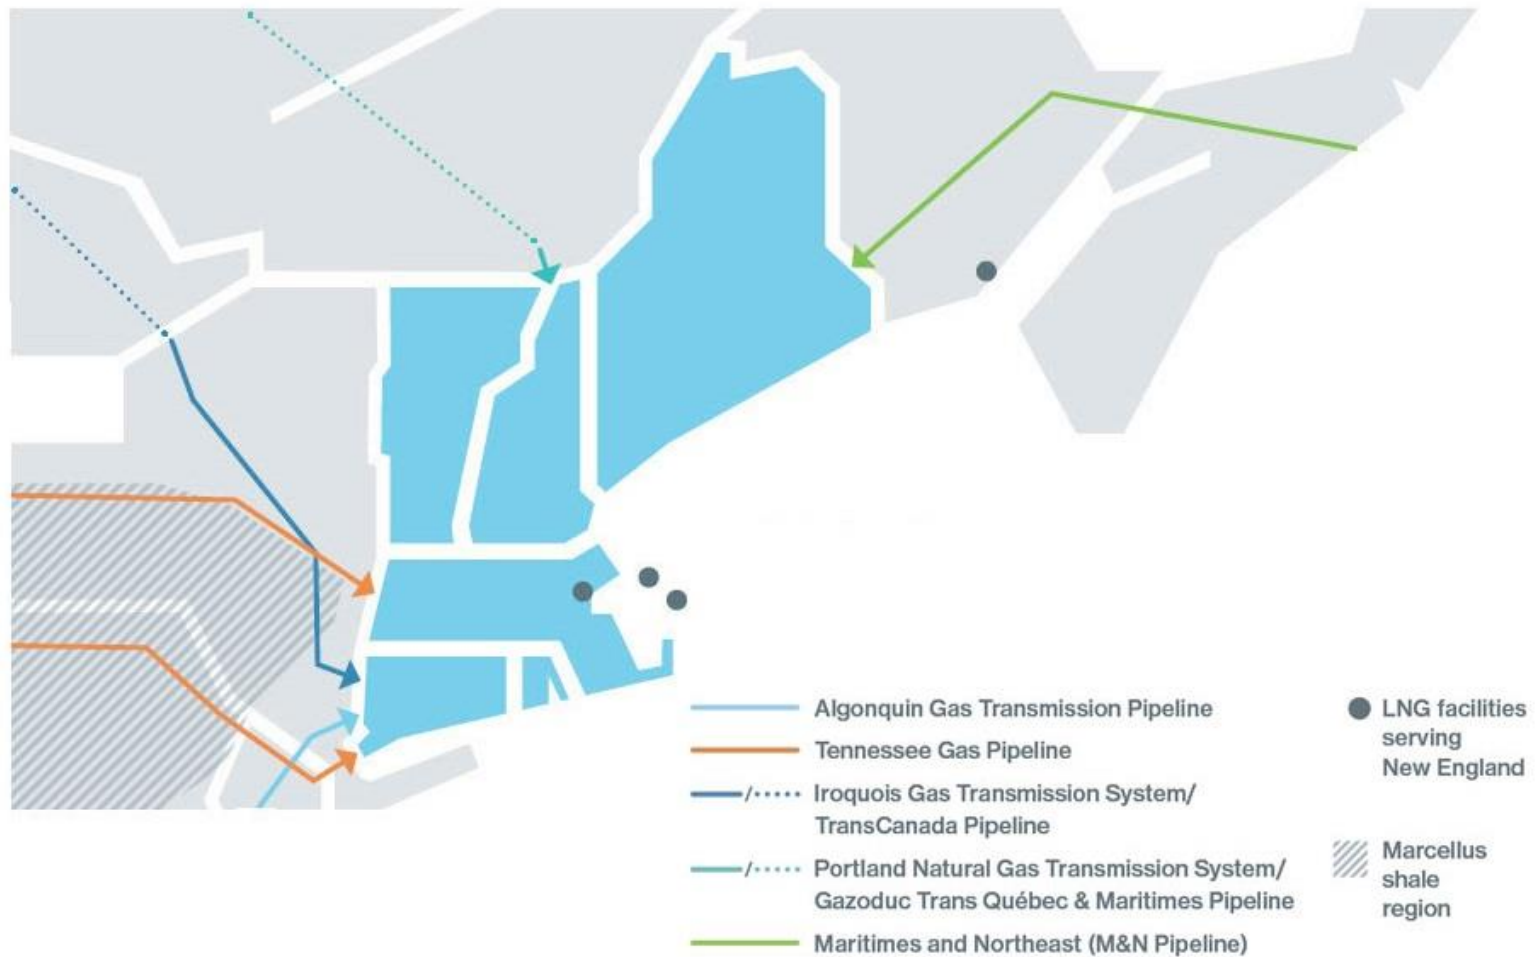 Algonquin Gas Transmission Pipeline
Tennessee Gas Pipeline
Iroquois Gas Transmission System/
TransCanada Pipeline
Portland Natural Gas Transmission System/
Gazoduc Trans Québec & Maritimes Pipeline
Maritimes and Northeast (M&N Pipeline)
LNG facilities
serving
New England
Marcellus
shale
region